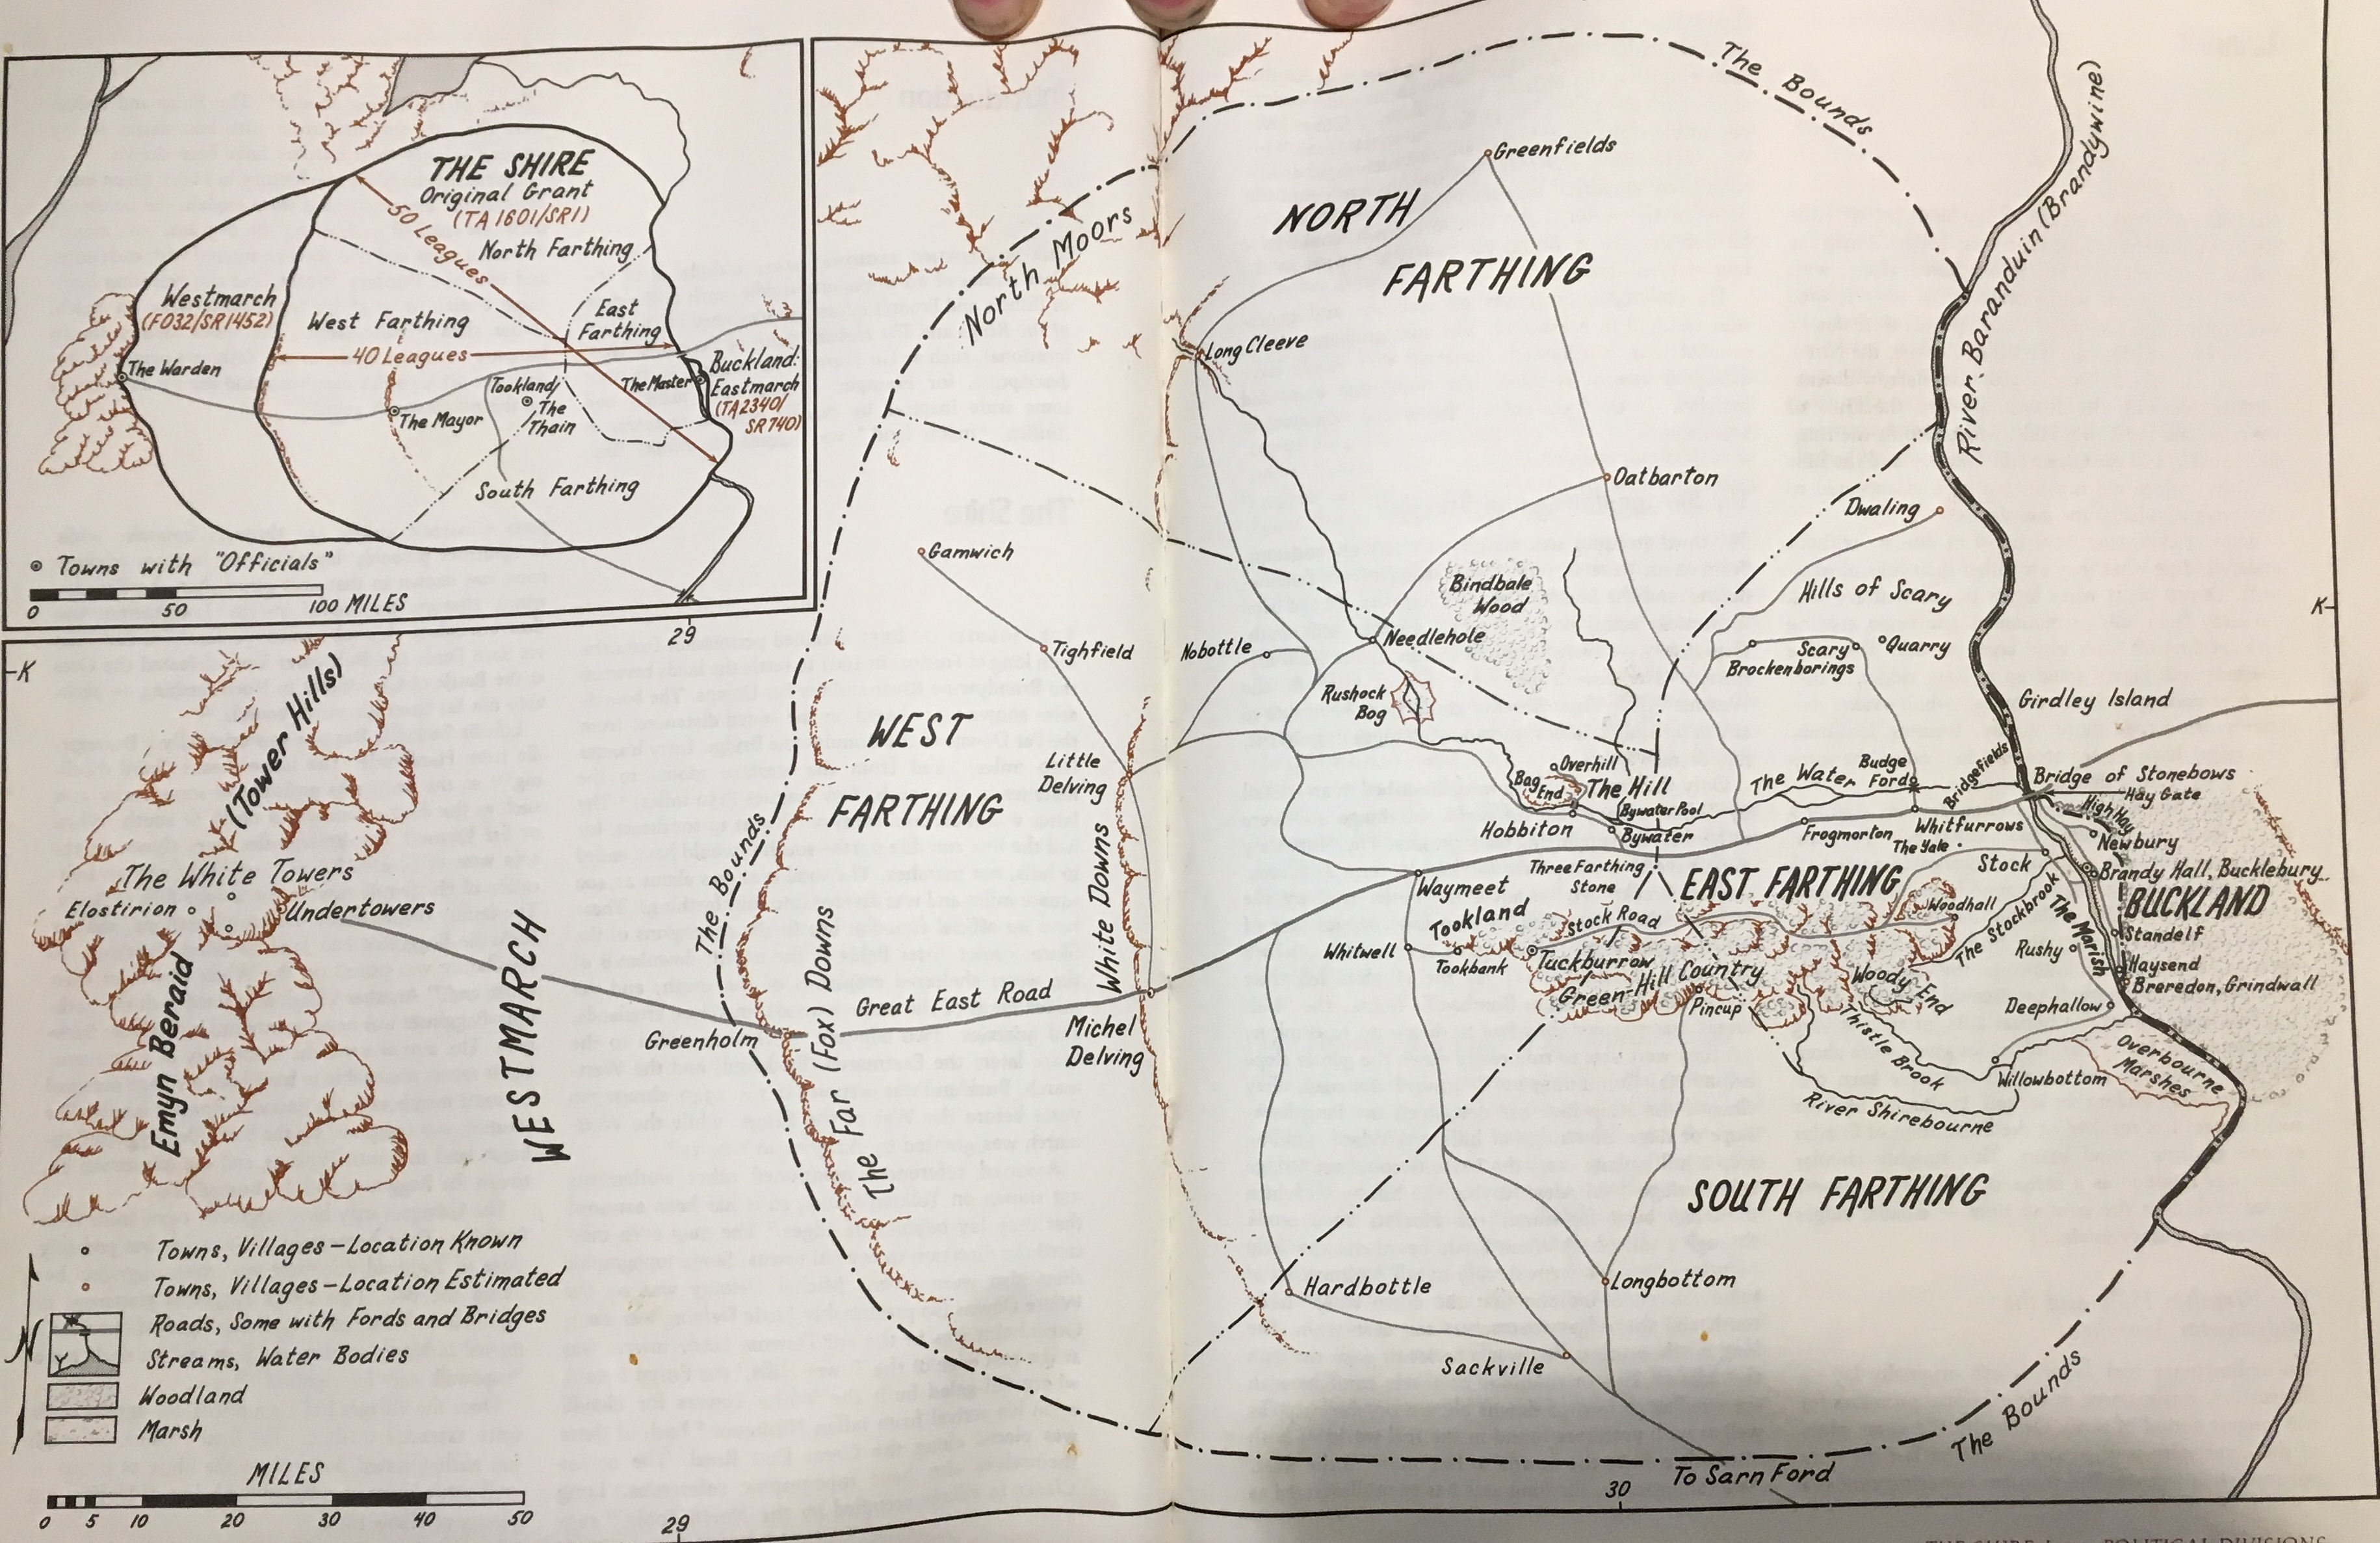 THE SHIRE
Original Grant
(TA 1601/SR1)
50 Leagues
North Farthing
Westmarch
(FO32/SR1452)
West Farthing
East
Farthing
40 Leagues
The Warden
Tookland/
The
Thain
The Master
Buckland:
Eastmarch
(TA2340/
SR740)
The Mayor
South Farthing
Towns with "Officials"
0 50 100 MILES
29
K
The Bounds
River Baranduin (Brandywine)
Greenfields
NORTH
FARTHING
North Moors
Long Cleeve
Oatbarton
Dwaling
Gamwich
Bindbale
Wood
Hills of Scary
K
Tighfield
Nobottle
Needlehole
Scary
Quarry
Brockenborings
Rushock
Bog
Girdley Island
(Tower Hills)
WEST
FARTHING
Little
Delving
Overhill
Bag
End
The Hill
The Water
Budge
Ford
Bridgefields
Bridge of Stonebows
Hay Gate
High Hay
Bywater Pool
Hobbiton
Bywater
Frogmorton
Whitfurrows
The Yale
Newbury
The White Towers
Elostirion
Undertowers
The Bounds
White Downs
Waymeet
Three Farthing
Stone
EAST FARTHING
Stock
Brandy Hall, Bucklebury
BUCKLAND
Tookland
Stock Road
Woodhall
The Stockbrook
The Marish
Standelf
Whitwell
Tookbank
Tuckburrow
Green-Hill Country
Pincup
Woody End
Rushy
Haysend
Breredon, Grindwall
Deephallow
Emyn Beraid
WESTMARCH
Greenholm
The Far (Fox) Downs
Great East Road
Michel
Delving
Thistle Brook
Willowbottom
Overbourne
Marshes
River Shirebourne
SOUTH FARTHING
Hardbottle
Longbottom
Sackville
The Bounds
To Sarn Ford
Towns, Villages-Location Known
Towns, Villages-Location Estimated
Roads, Some with Fords and Bridges
Streams, Water Bodies
Woodland
Marsh
N
MILES
0 5 10 20 30 40 50
29
30